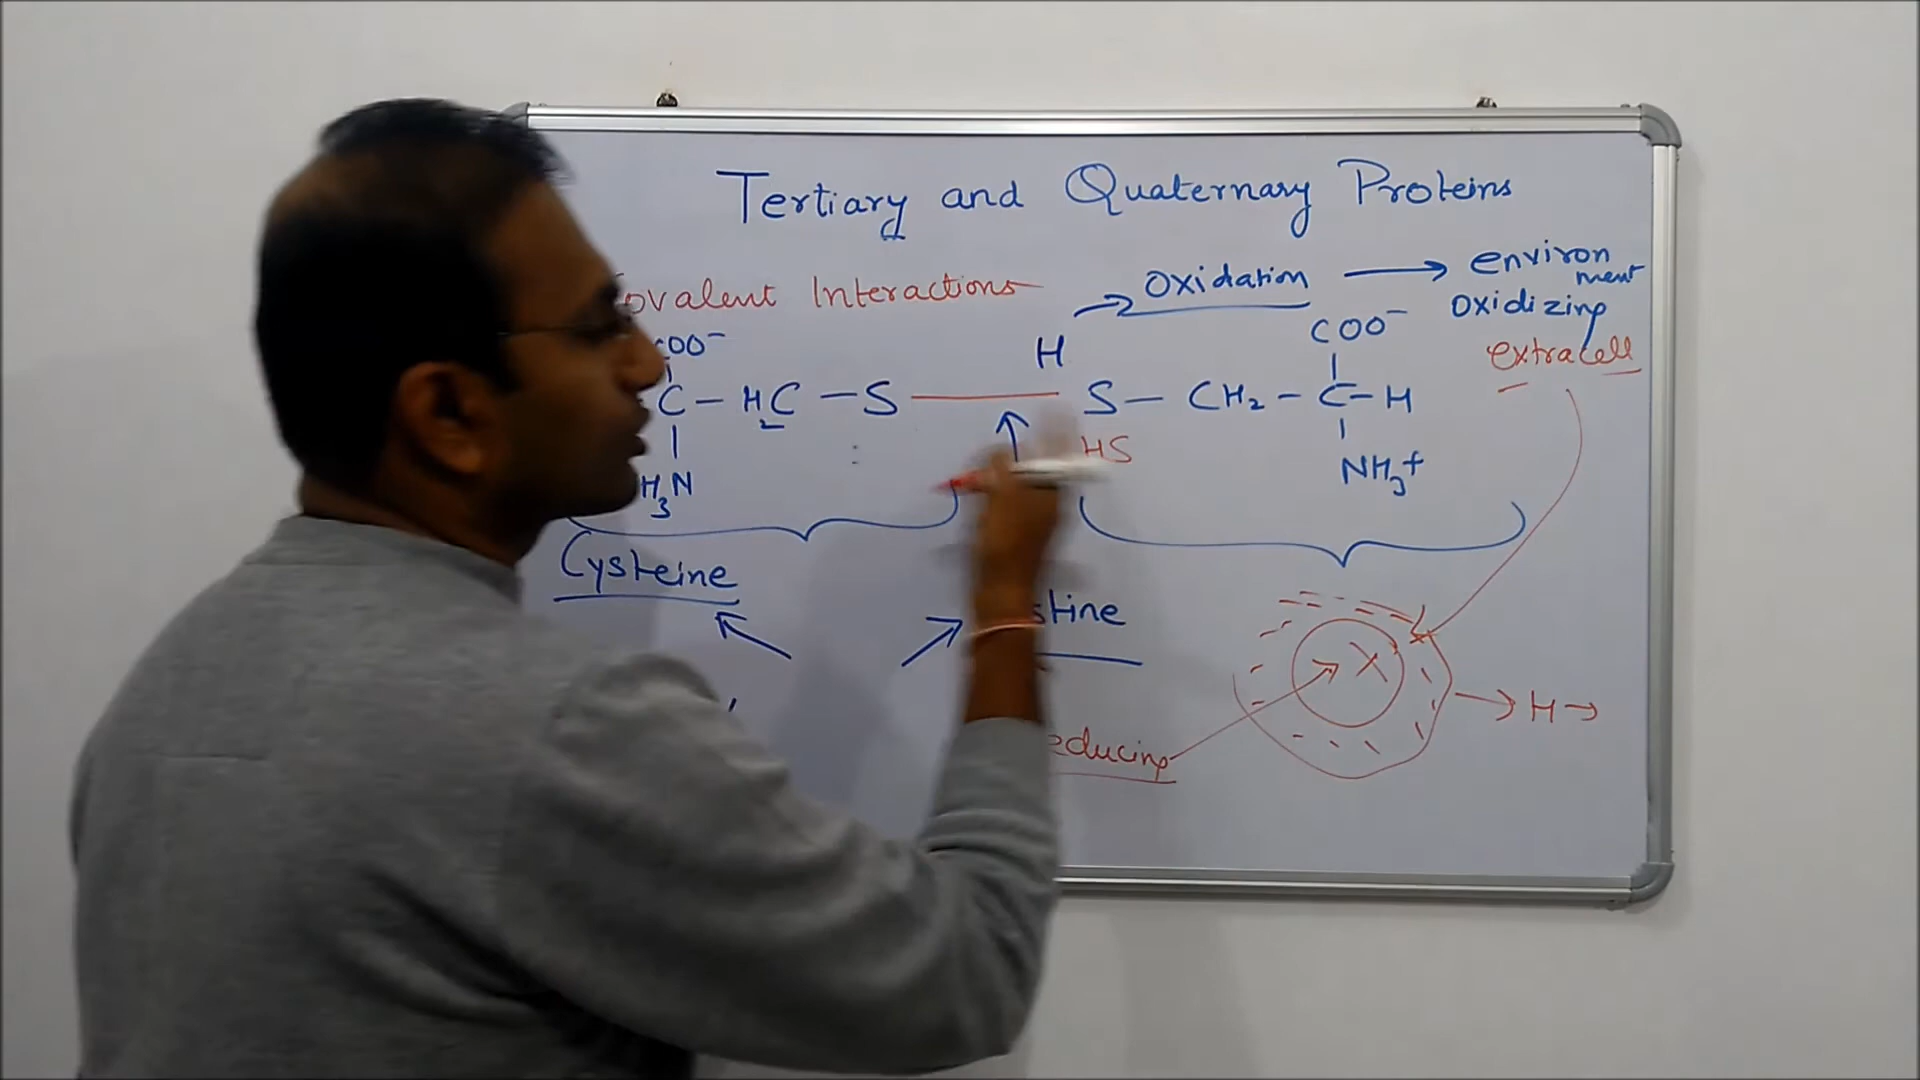 Tertiary and Quaternary Proteins
ovalent Interactions → Oxidation → environ
ment
oxidizing
extracell
COO⁻ H COO⁻
C – H₂C – S — S – CH₂ – C – H
HS
H₃N NH₃+
Cysteine stine
educing
X → H →